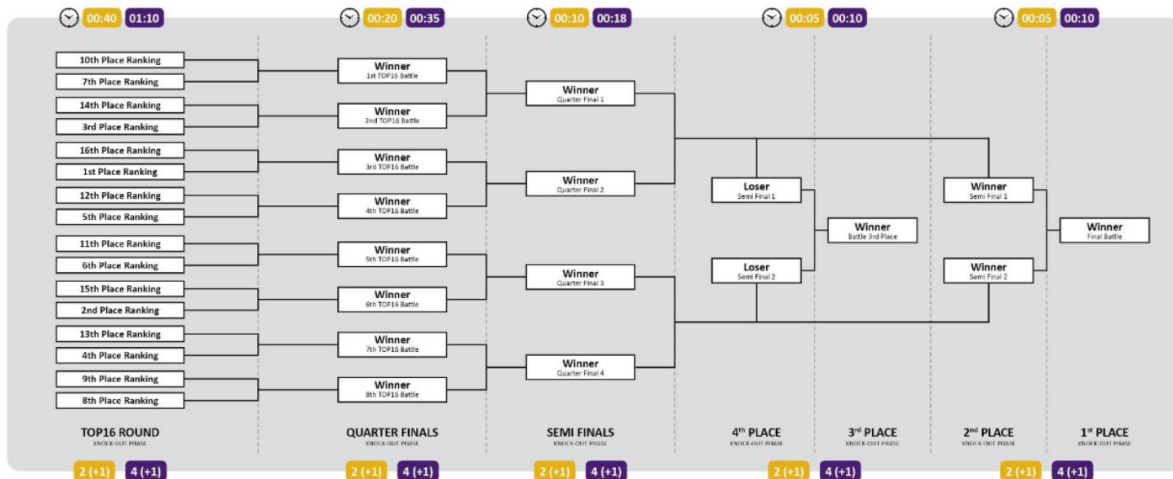 00:40 01:10
00:20 00:35
00:10 00:18
00:05 00:10
00:05 00:10
10th Place Ranking
7th Place Ranking
14th Place Ranking
3rd Place Ranking
16th Place Ranking
1st Place Ranking
12th Place Ranking
5th Place Ranking
11th Place Ranking
6th Place Ranking
15th Place Ranking
2nd Place Ranking
13th Place Ranking
4th Place Ranking
9th Place Ranking
8th Place Ranking
TOP16 ROUND
KNOCK-OUT PHASE
2 (+1) 4 (+1)
Winner
1st TOP16 Battle
Winner
2nd TOP16 Battle
Winner
3rd TOP16 Battle
Winner
4th TOP16 Battle
Winner
5th TOP16 Battle
Winner
6th TOP16 Battle
Winner
7th TOP16 Battle
Winner
8th TOP16 Battle
QUARTER FINALS
KNOCK-OUT PHASE
2 (+1) 4 (+1)
Winner
Quarter Final 1
Winner
Quarter Final 2
Winner
Quarter Final 3
Winner
Quarter Final 4
SEMI FINALS
KNOCK-OUT PHASE
2 (+1) 4 (+1)
Loser
Semi Final 1
Loser
Semi Final 2
4th PLACE
KNOCK-OUT PHASE
Winner
Battle 3rd Place
3rd PLACE
KNOCK-OUT PHASE
2 (+1) 4 (+1)
Winner
Semi Final 1
Winner
Semi Final 2
2nd PLACE
KNOCK-OUT PHASE
Winner
Final Battle
1st PLACE
KNOCK-OUT PHASE
2 (+1) 4 (+1)